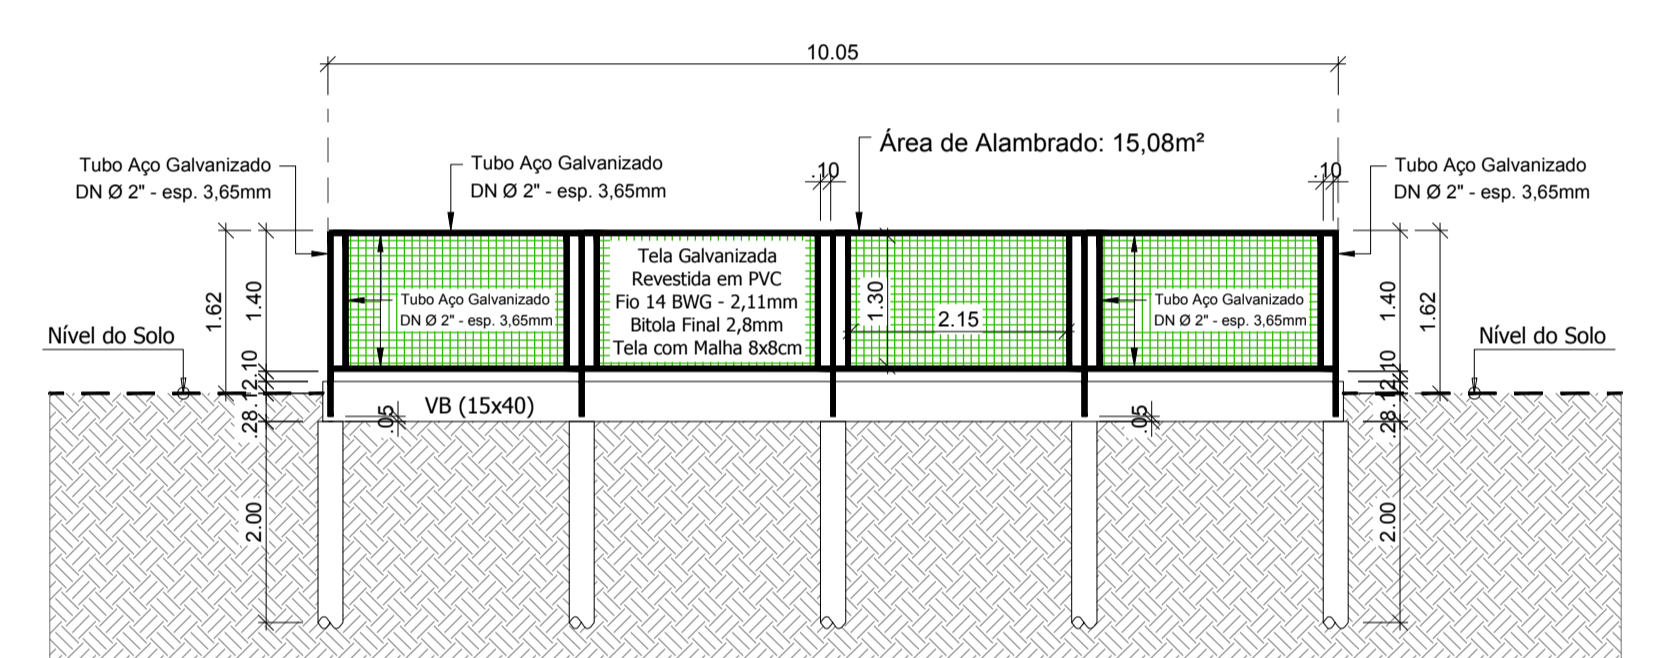 10.05
Área de Alambrado: 15,08m²
Tubo Aço Galvanizado
DN Ø 2" - esp. 3,65mm
Tubo Aço Galvanizado
DN Ø 2" - esp. 3,65mm
.10
.10
Tubo Aço Galvanizado
DN Ø 2" - esp. 3,65mm
1.62
1.40
Tela Galvanizada
Revestida em PVC
Fio 14 BWG - 2,11mm
Bitola Final 2,8mm
Tela com Malha 8x8cm
Tubo Aço Galvanizado
DN Ø 2" - esp. 3,65mm
1.30
2.15
Tubo Aço Galvanizado
DN Ø 2" - esp. 3,65mm
1.40
1.62
Nível do Solo
Nível do Solo
.10
.12
.28
.10
.12
.28
VB (15x40)
.05
.05
2.00
2.00